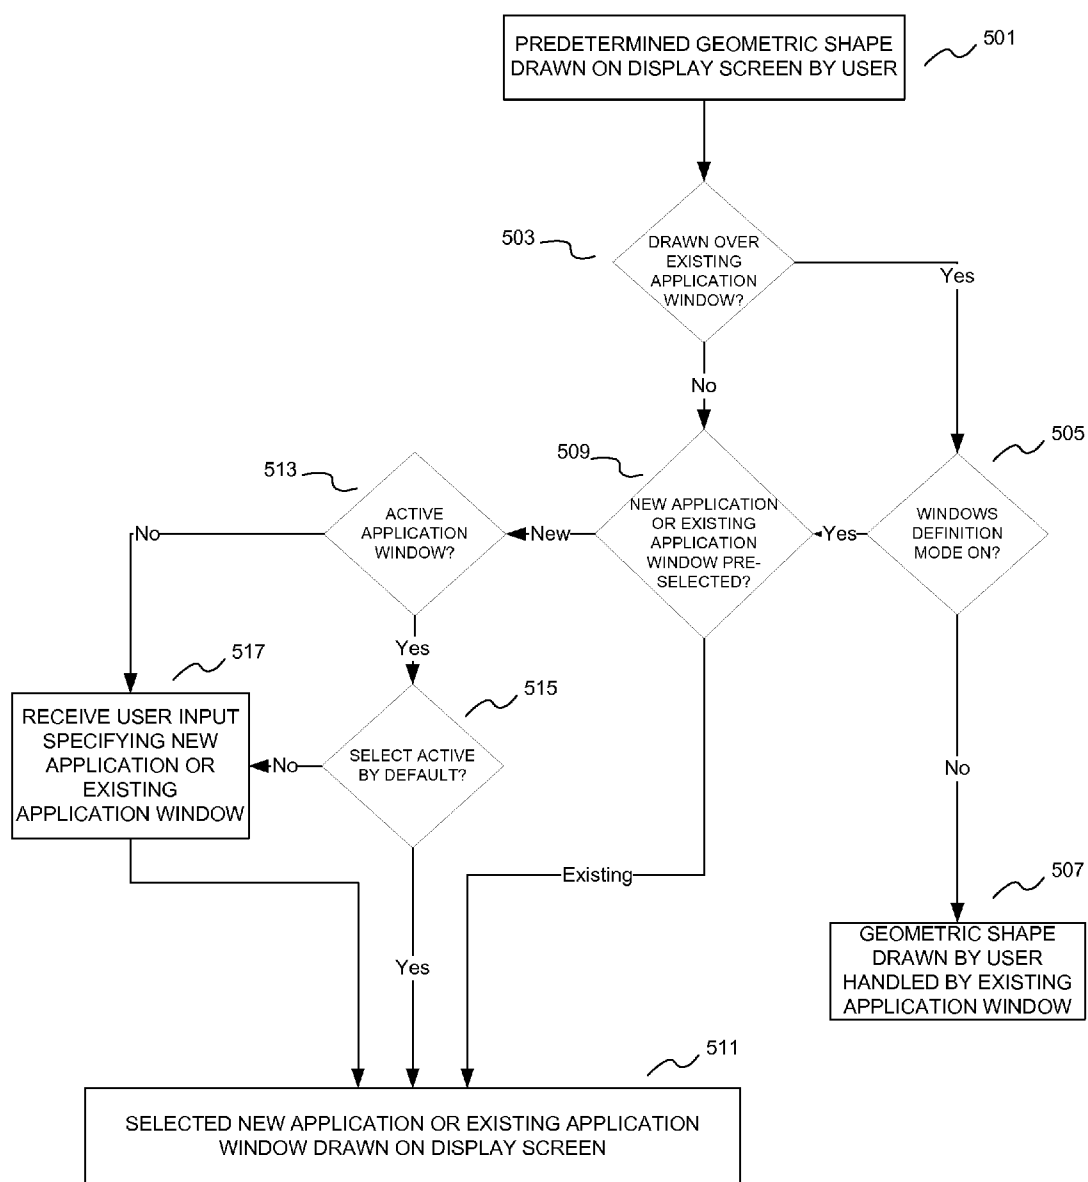 PREDETERMINED GEOMETRIC SHAPE
DRAWN ON DISPLAY SCREEN BY USER
501
503
DRAWN OVER
EXISTING
APPLICATION
WINDOW?
Yes
No
505
509
513
NEW APPLICATION
OR EXISTING
APPLICATION
WINDOW PRE-
SELECTED?
ACTIVE
APPLICATION
WINDOW?
WINDOWS
DEFINITION
MODE ON?
No
New
Yes
Yes
517
515
RECEIVE USER INPUT
SPECIFYING NEW
APPLICATION OR
EXISTING
APPLICATION WINDOW
No
SELECT ACTIVE
BY DEFAULT?
No
Existing
507
GEOMETRIC SHAPE
DRAWN BY USER
HANDLED BY EXISTING
APPLICATION WINDOW
Yes
511
SELECTED NEW APPLICATION OR EXISTING APPLICATION
WINDOW DRAWN ON DISPLAY SCREEN